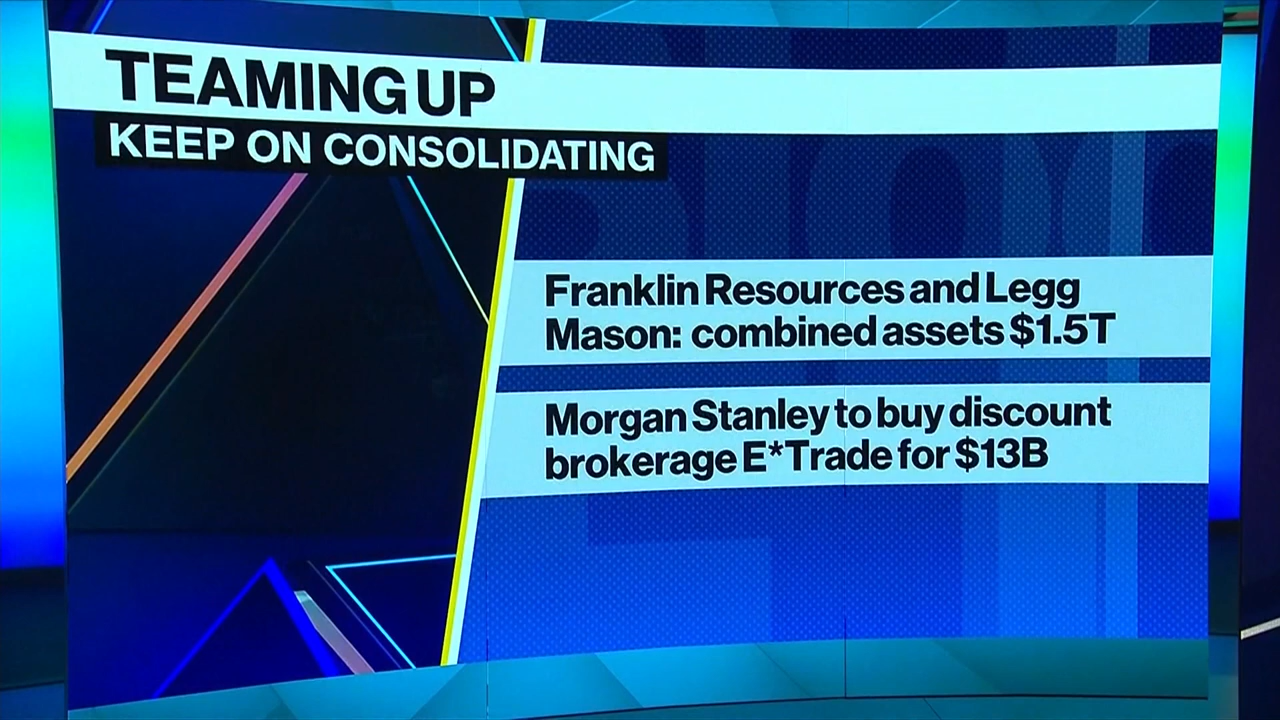 TEAMING UP
KEEP ON CONSOLIDATING
Franklin Resources and Legg
Mason: combined assets $1.5T
Morgan Stanley to buy discount
brokerage E*Trade for $13B